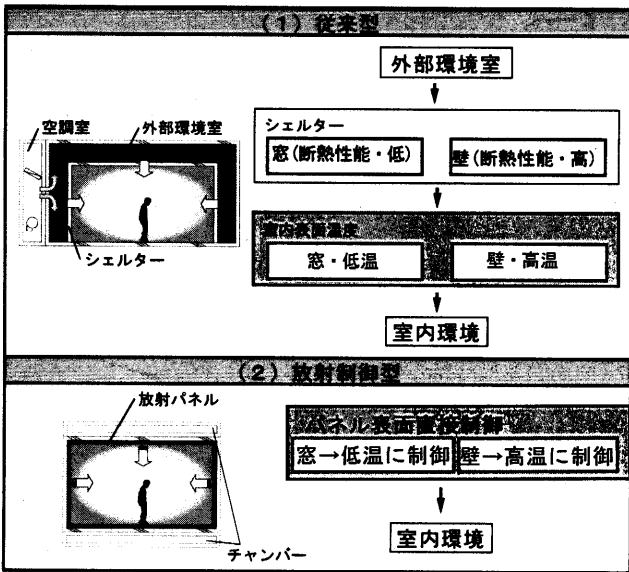 (1) 従来型
外部環境室
空調室
外部環境室
シェルター
シェルター
窓(断熱性能・低)
壁(断熱性能・高)
室内表面温度
窓・低温
壁・高温
室内環境
(2) 放射制御型
放射パネル
チャンバー
パネル表面直接制御
窓→低温に制御
壁→高温に制御
室内環境